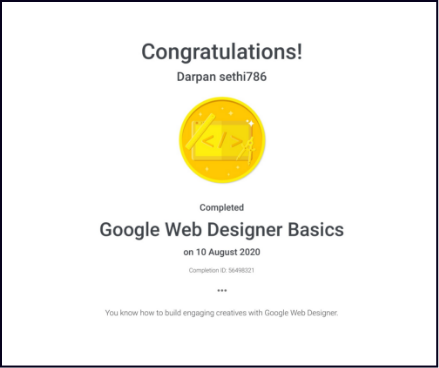 Congratulations!
Darpan sethi786
</>
Completed
Google Web Designer Basics
on 10 August 2020
Completion ID: 56498321
...
You know how to build engaging creatives with Google Web Designer.